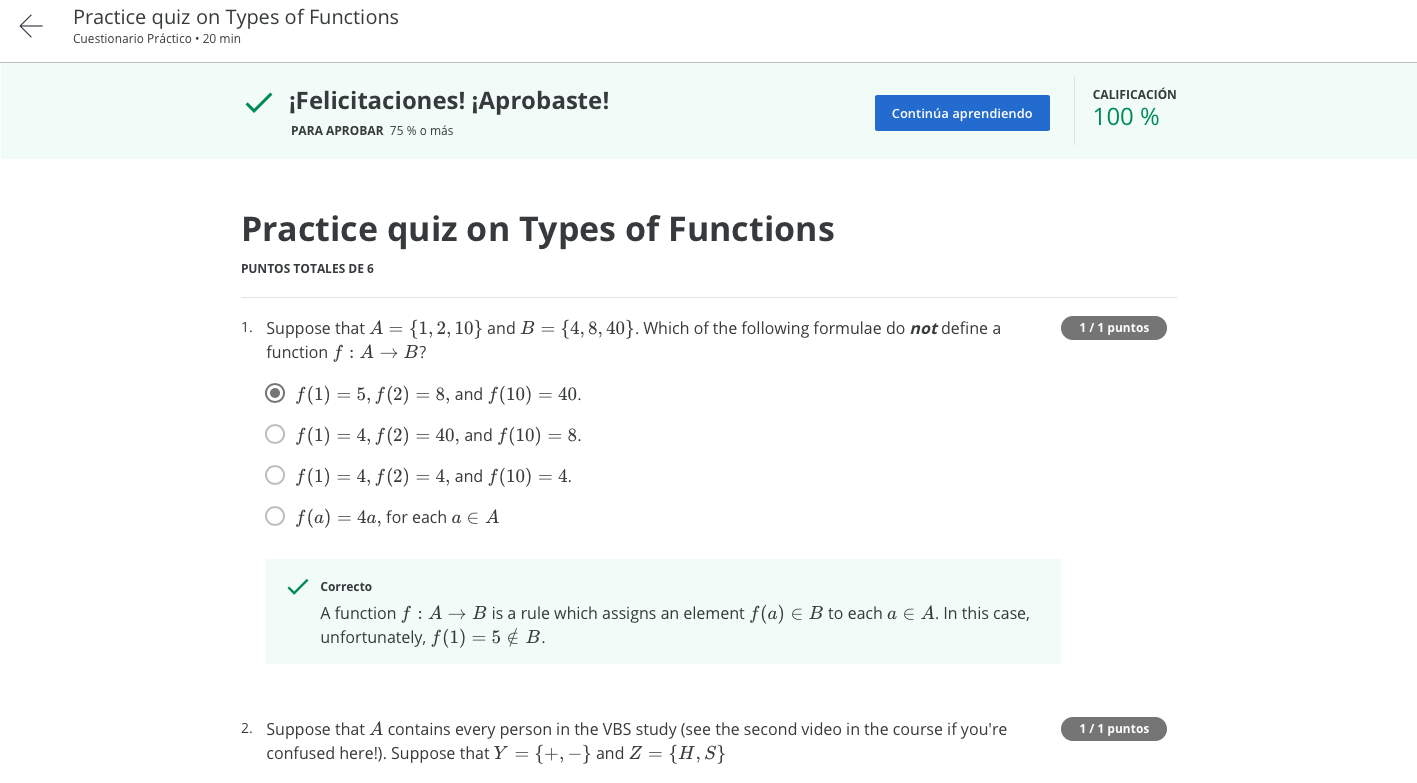 Practice quiz on Types of Functions
Cuestionario Práctico • 20 min
¡Felicitaciones! ¡Aprobaste!
PARA APROBAR 75 % o más
Continúa aprendiendo
CALIFICACIÓN
100 %
Practice quiz on Types of Functions
PUNTOS TOTALES DE 6
1. Suppose that A = {1, 2, 10} and B = {4, 8, 40}. Which of the following formulae do not define a
function f : A → B?
1 / 1 puntos
f(1) = 5, f(2) = 8, and f(10) = 40.
f(1) = 4, f(2) = 40, and f(10) = 8.
f(1) = 4, f(2) = 4, and f(10) = 4.
f(a) = 4a, for each a ∈ A
Correcto
A function f : A → B is a rule which assigns an element f(a) ∈ B to each a ∈ A. In this case,
unfortunately, f(1) = 5 ∉ B.
2. Suppose that A contains every person in the VBS study (see the second video in the course if you're
confused here!). Suppose that Y = {+, −} and Z = {H, S}
1 / 1 puntos